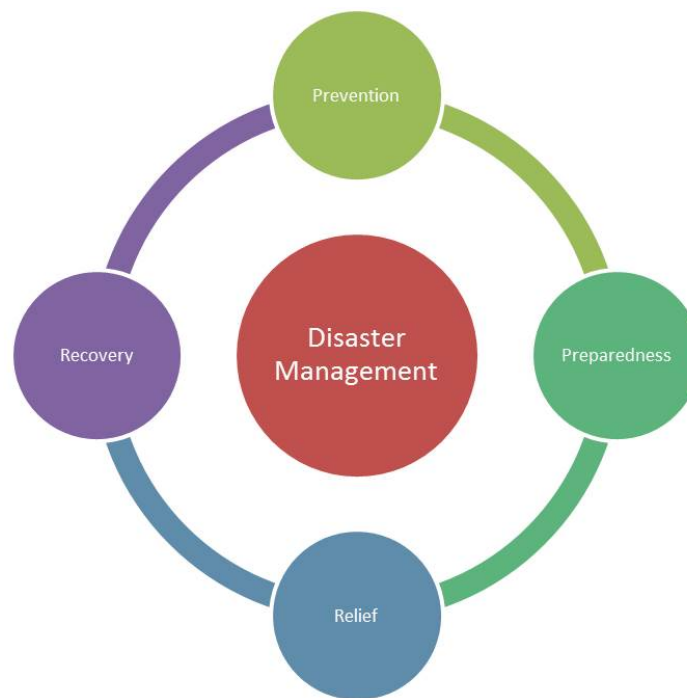 Prevention
Recovery
Disaster
Management
Preparedness
Relief